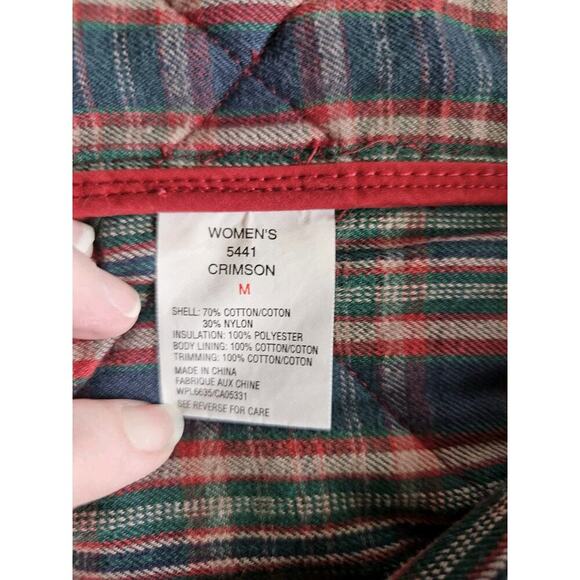 WOMEN'S
5441
CRIMSON
M
SHELL: 70% COTTON/COTON
30% NYLON
INSULATION: 100% POLYESTER
BODY LINING: 100% COTTON/COTON
TRIMMING: 100% COTTON/COTON
MADE IN CHINA
FABRIQUE AUX CHINE
WPL6635/CA05331
SEE REVERSE FOR CARE